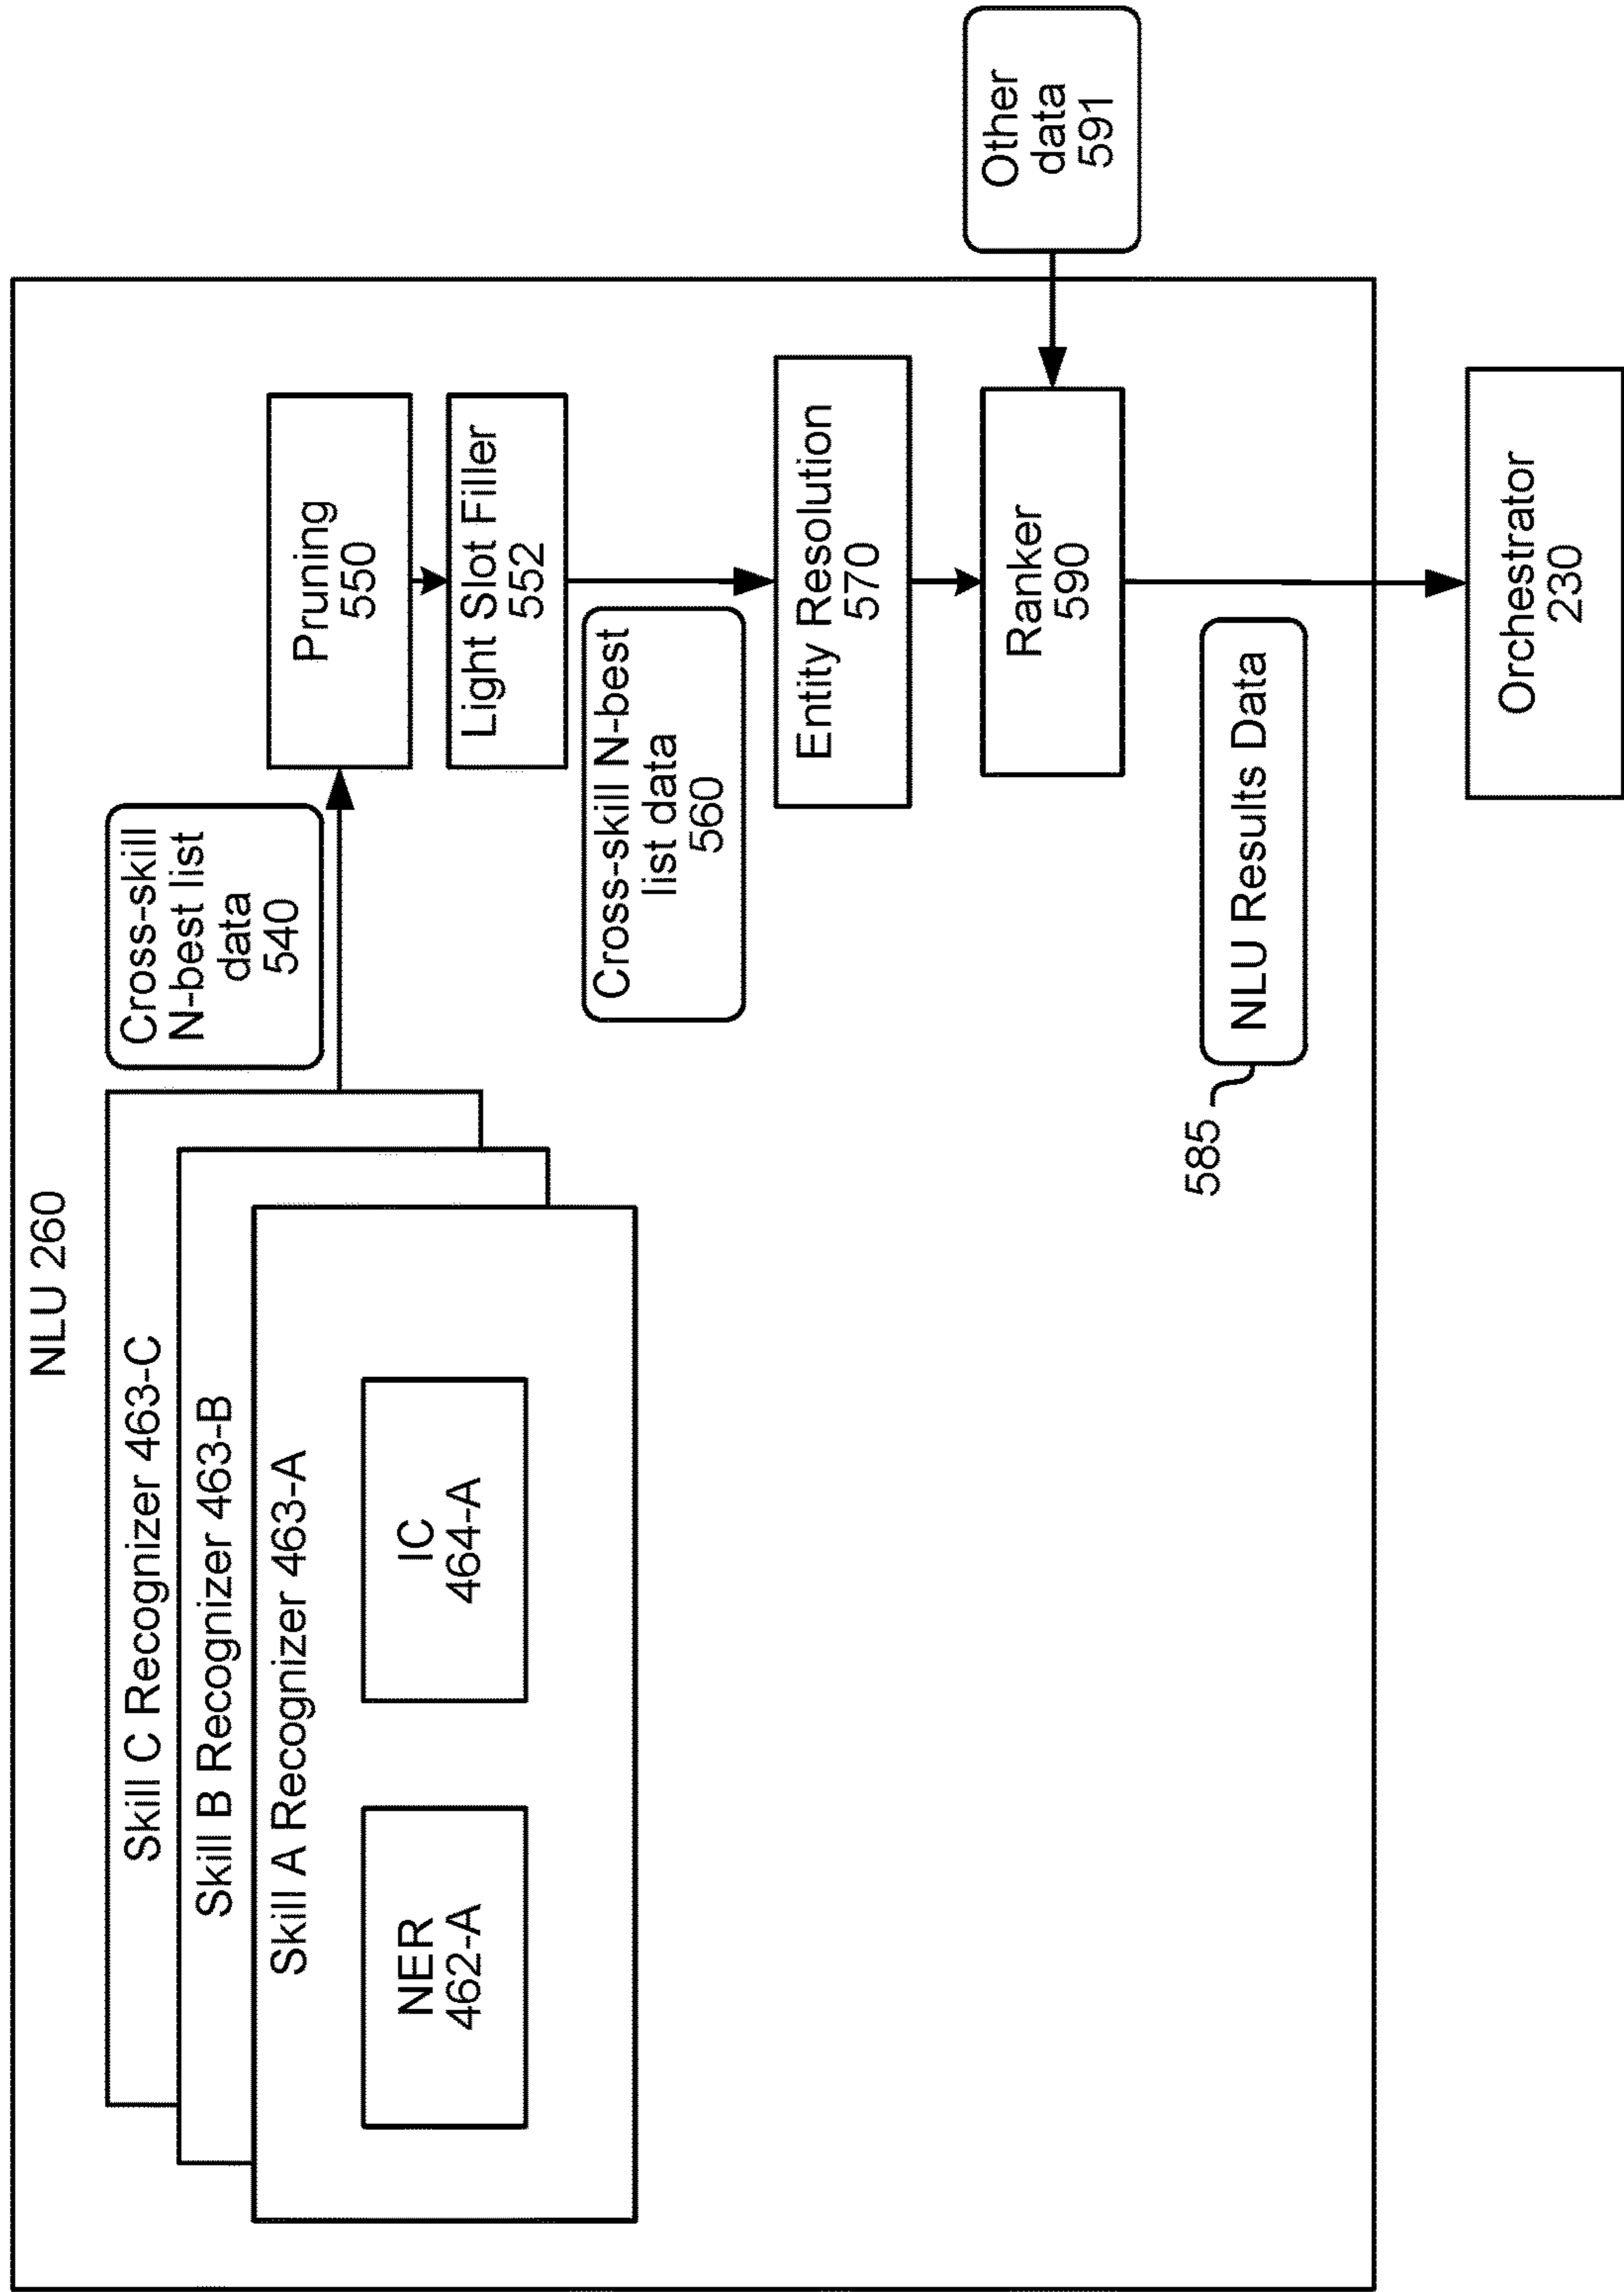 NLU 260
Skill C Recognizer 463-C
Skill B Recognizer 463-B
Skill A Recognizer 463-A
NER
462-A
IC
464-A
Cross-skill
N-best list
data
540
Pruning
550
Light Slot Filler
552
Cross-skill N-best
list data
560
Entity Resolution
570
Ranker
590
Other
data
591
585
NLU Results Data
Orchestrator
230